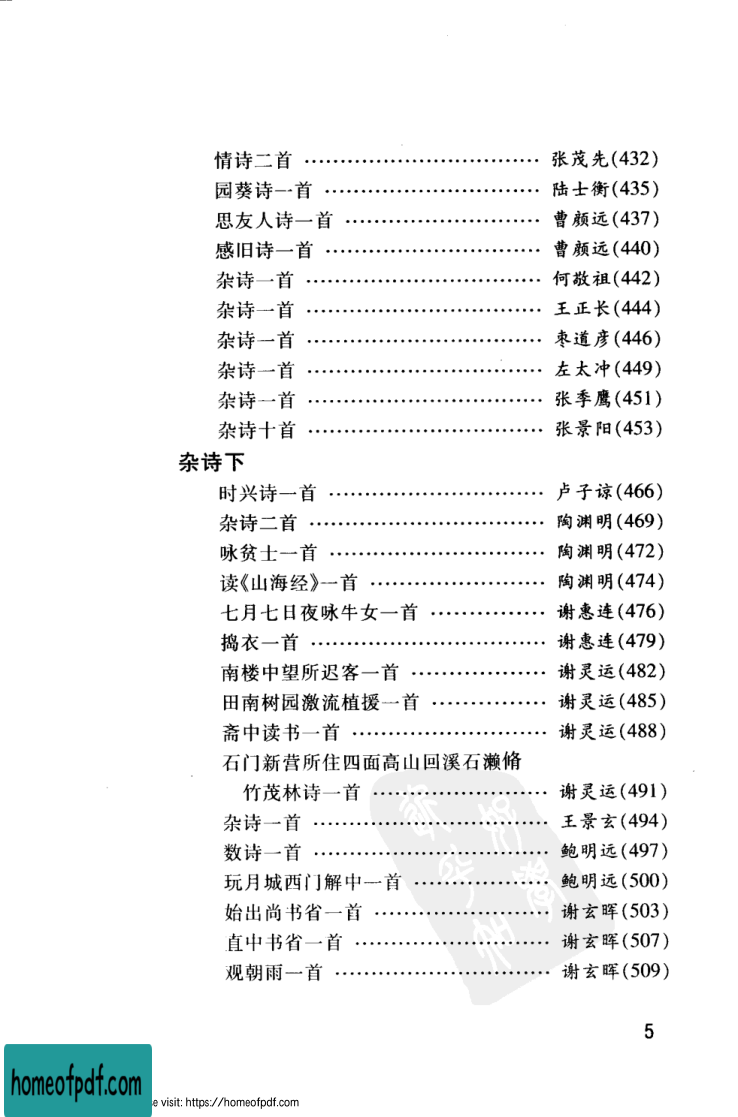 情诗二首 …………………………… 张茂先(432)
园葵诗一首 ………………………… 陆士衡(435)
思友人诗一首 ……………………… 曹颜远(437)
感旧诗一首 ………………………… 曹颜远(440)
杂诗一首 …………………………… 何敬祖(442)
杂诗一首 …………………………… 王正长(444)
杂诗一首 …………………………… 枣道彦(446)
杂诗一首 …………………………… 左太冲(449)
杂诗一首 …………………………… 张季鹰(451)
杂诗十首 …………………………… 张景阳(453)
杂诗下
时兴诗一首 ………………………… 卢子谅(466)
杂诗二首 …………………………… 陶渊明(469)
咏贫士一首 ………………………… 陶渊明(472)
读《山海经》一首 …………………… 陶渊明(474)
七月七日夜咏牛女一首 …………… 谢惠连(476)
捣衣一首 …………………………… 谢惠连(479)
南楼中望所迟客一首 ……………… 谢灵运(482)
田南树园激流植援一首 …………… 谢灵运(485)
斋中读书一首 ……………………… 谢灵运(488)
石门新营所住四面高山回溪石濑脩
竹茂林诗一首 …………………… 谢灵运(491)
杂诗一首 …………………………… 王景玄(494)
数诗一首 …………………………… 鲍明远(497)
玩月城西门解中一首 ……………… 鲍明远(500)
始出尚书省一首 …………………… 谢玄晖(503)
直中书省一首 ……………………… 谢玄晖(507)
观朝雨一首 ………………………… 谢玄晖(509)
5
homeofpdf.com
e visit: https://homeofpdf.com